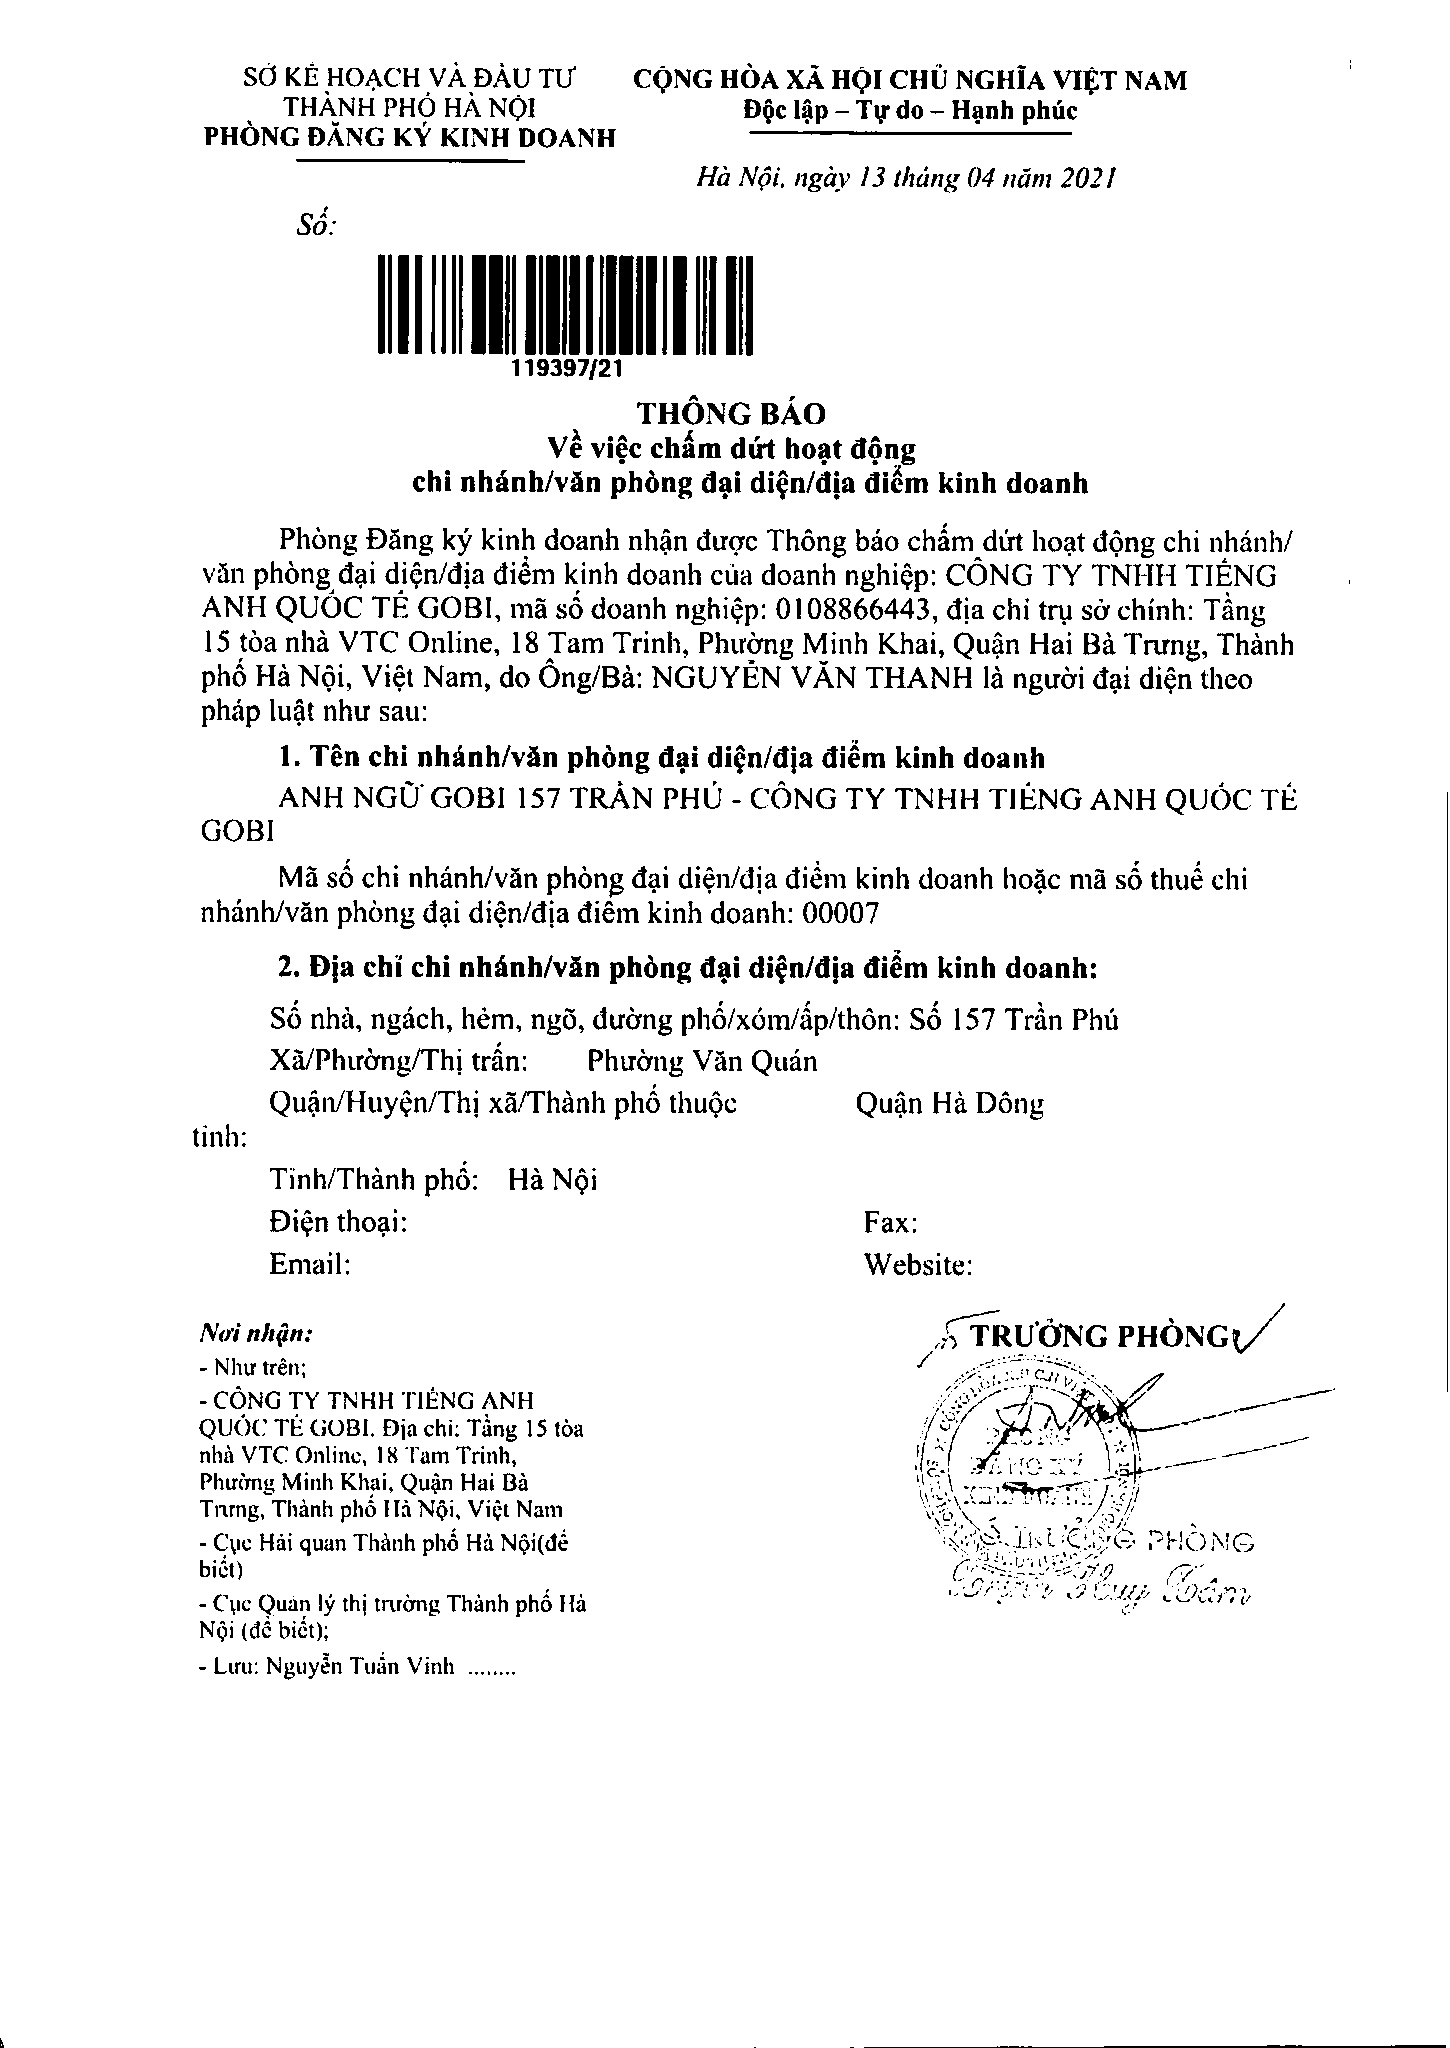 SỞ KẾ HOẠCH VÀ ĐẦU TƯ
THÀNH PHỐ HÀ NỘI
PHÒNG ĐĂNG KÝ KINH DOANH
CỘNG HÒA XÃ HỘI CHỦ NGHĨA VIỆT NAM
Độc lập – Tự do – Hạnh phúc
Hà Nội, ngày 13 tháng 04 năm 2021
Số:
119397/21
THÔNG BÁO
Về việc chấm dứt hoạt động
chi nhánh/văn phòng đại diện/địa điểm kinh doanh
Phòng Đăng ký kinh doanh nhận được Thông báo chấm dứt hoạt động chi nhánh/
văn phòng đại diện/địa điểm kinh doanh của doanh nghiệp: CÔNG TY TNHH TIẾNG
ANH QUỐC TẾ GOBI, mã số doanh nghiệp: 0108866443, địa chỉ trụ sở chính: Tầng
15 tòa nhà VTC Online, 18 Tam Trinh, Phường Minh Khai, Quận Hai Bà Trưng, Thành
phố Hà Nội, Việt Nam, do Ông/Bà: NGUYỄN VĂN THANH là người đại diện theo
pháp luật như sau:
1. Tên chi nhánh/văn phòng đại diện/địa điểm kinh doanh
ANH NGỮ GOBI 157 TRẦN PHÚ - CÔNG TY TNHH TIẾNG ANH QUỐC TẾ
GOBI
Mã số chi nhánh/văn phòng đại diện/địa điểm kinh doanh hoặc mã số thuế chi
nhánh/văn phòng đại diện/địa điểm kinh doanh: 00007
2. Địa chỉ chi nhánh/văn phòng đại diện/địa điểm kinh doanh:
Số nhà, ngách, hẻm, ngõ, đường phố/xóm/ấp/thôn: Số 157 Trần Phú
Xã/Phường/Thị trấn: Phường Văn Quán
Quận/Huyện/Thị xã/Thành phố thuộc Quận Hà Đông
tỉnh:
Tỉnh/Thành phố: Hà Nội
Điện thoại: Fax:
Email: Website:
Nơi nhận:
- Như trên;
- CÔNG TY TNHH TIẾNG ANH
QUỐC TẾ GOBI. Địa chỉ: Tầng 15 tòa
nhà VTC Online, 18 Tam Trinh,
Phường Minh Khai, Quận Hai Bà
Trưng, Thành phố Hà Nội, Việt Nam
- Cục Hải quan Thành phố Hà Nội(để
biết)
- Cục Quản lý thị trường Thành phố Hà
Nội (để biết);
- Lưu: Nguyễn Tuấn Vinh ........
TRƯỞNG PHÒNG
PHÒNG
ĐĂNG KÝ
KINH DOANH
TRƯỞNG PHÒNG
Huy